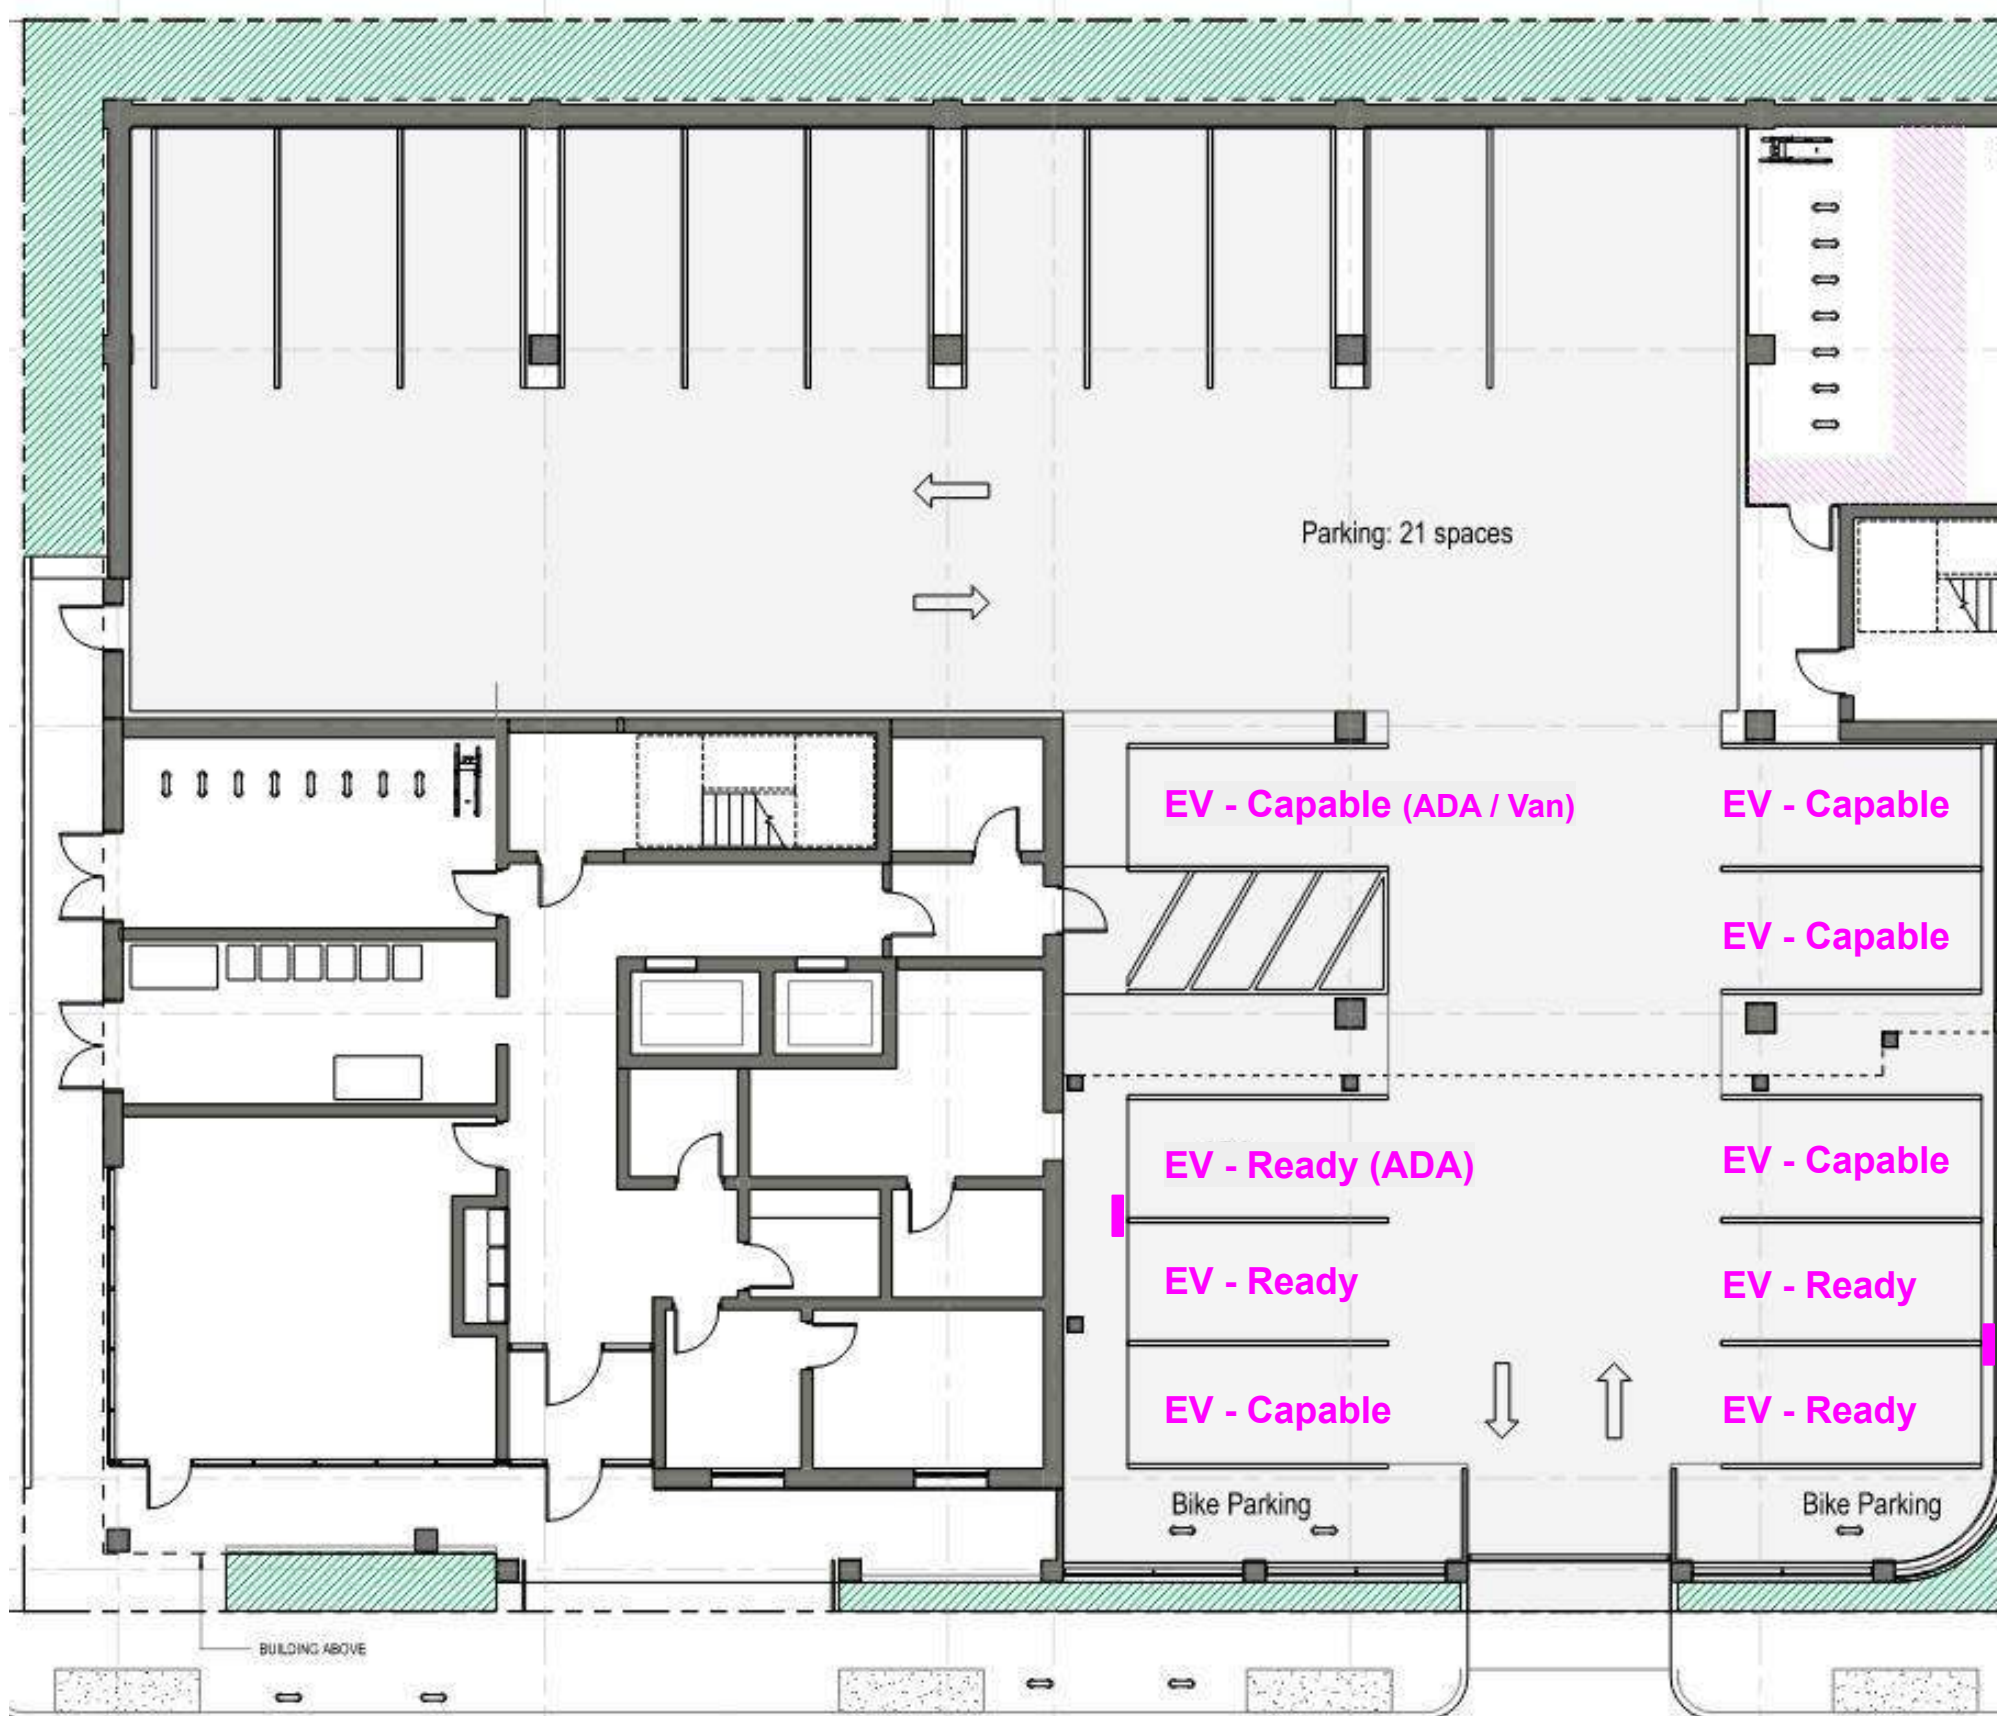 Parking: 21 spaces
EV - Capable (ADA / Van)
EV - Capable
EV - Capable
EV - Ready (ADA)
EV - Capable
EV - Ready
EV - Ready
EV - Capable
EV - Ready
Bike Parking
Bike Parking
BUILDING ABOVE